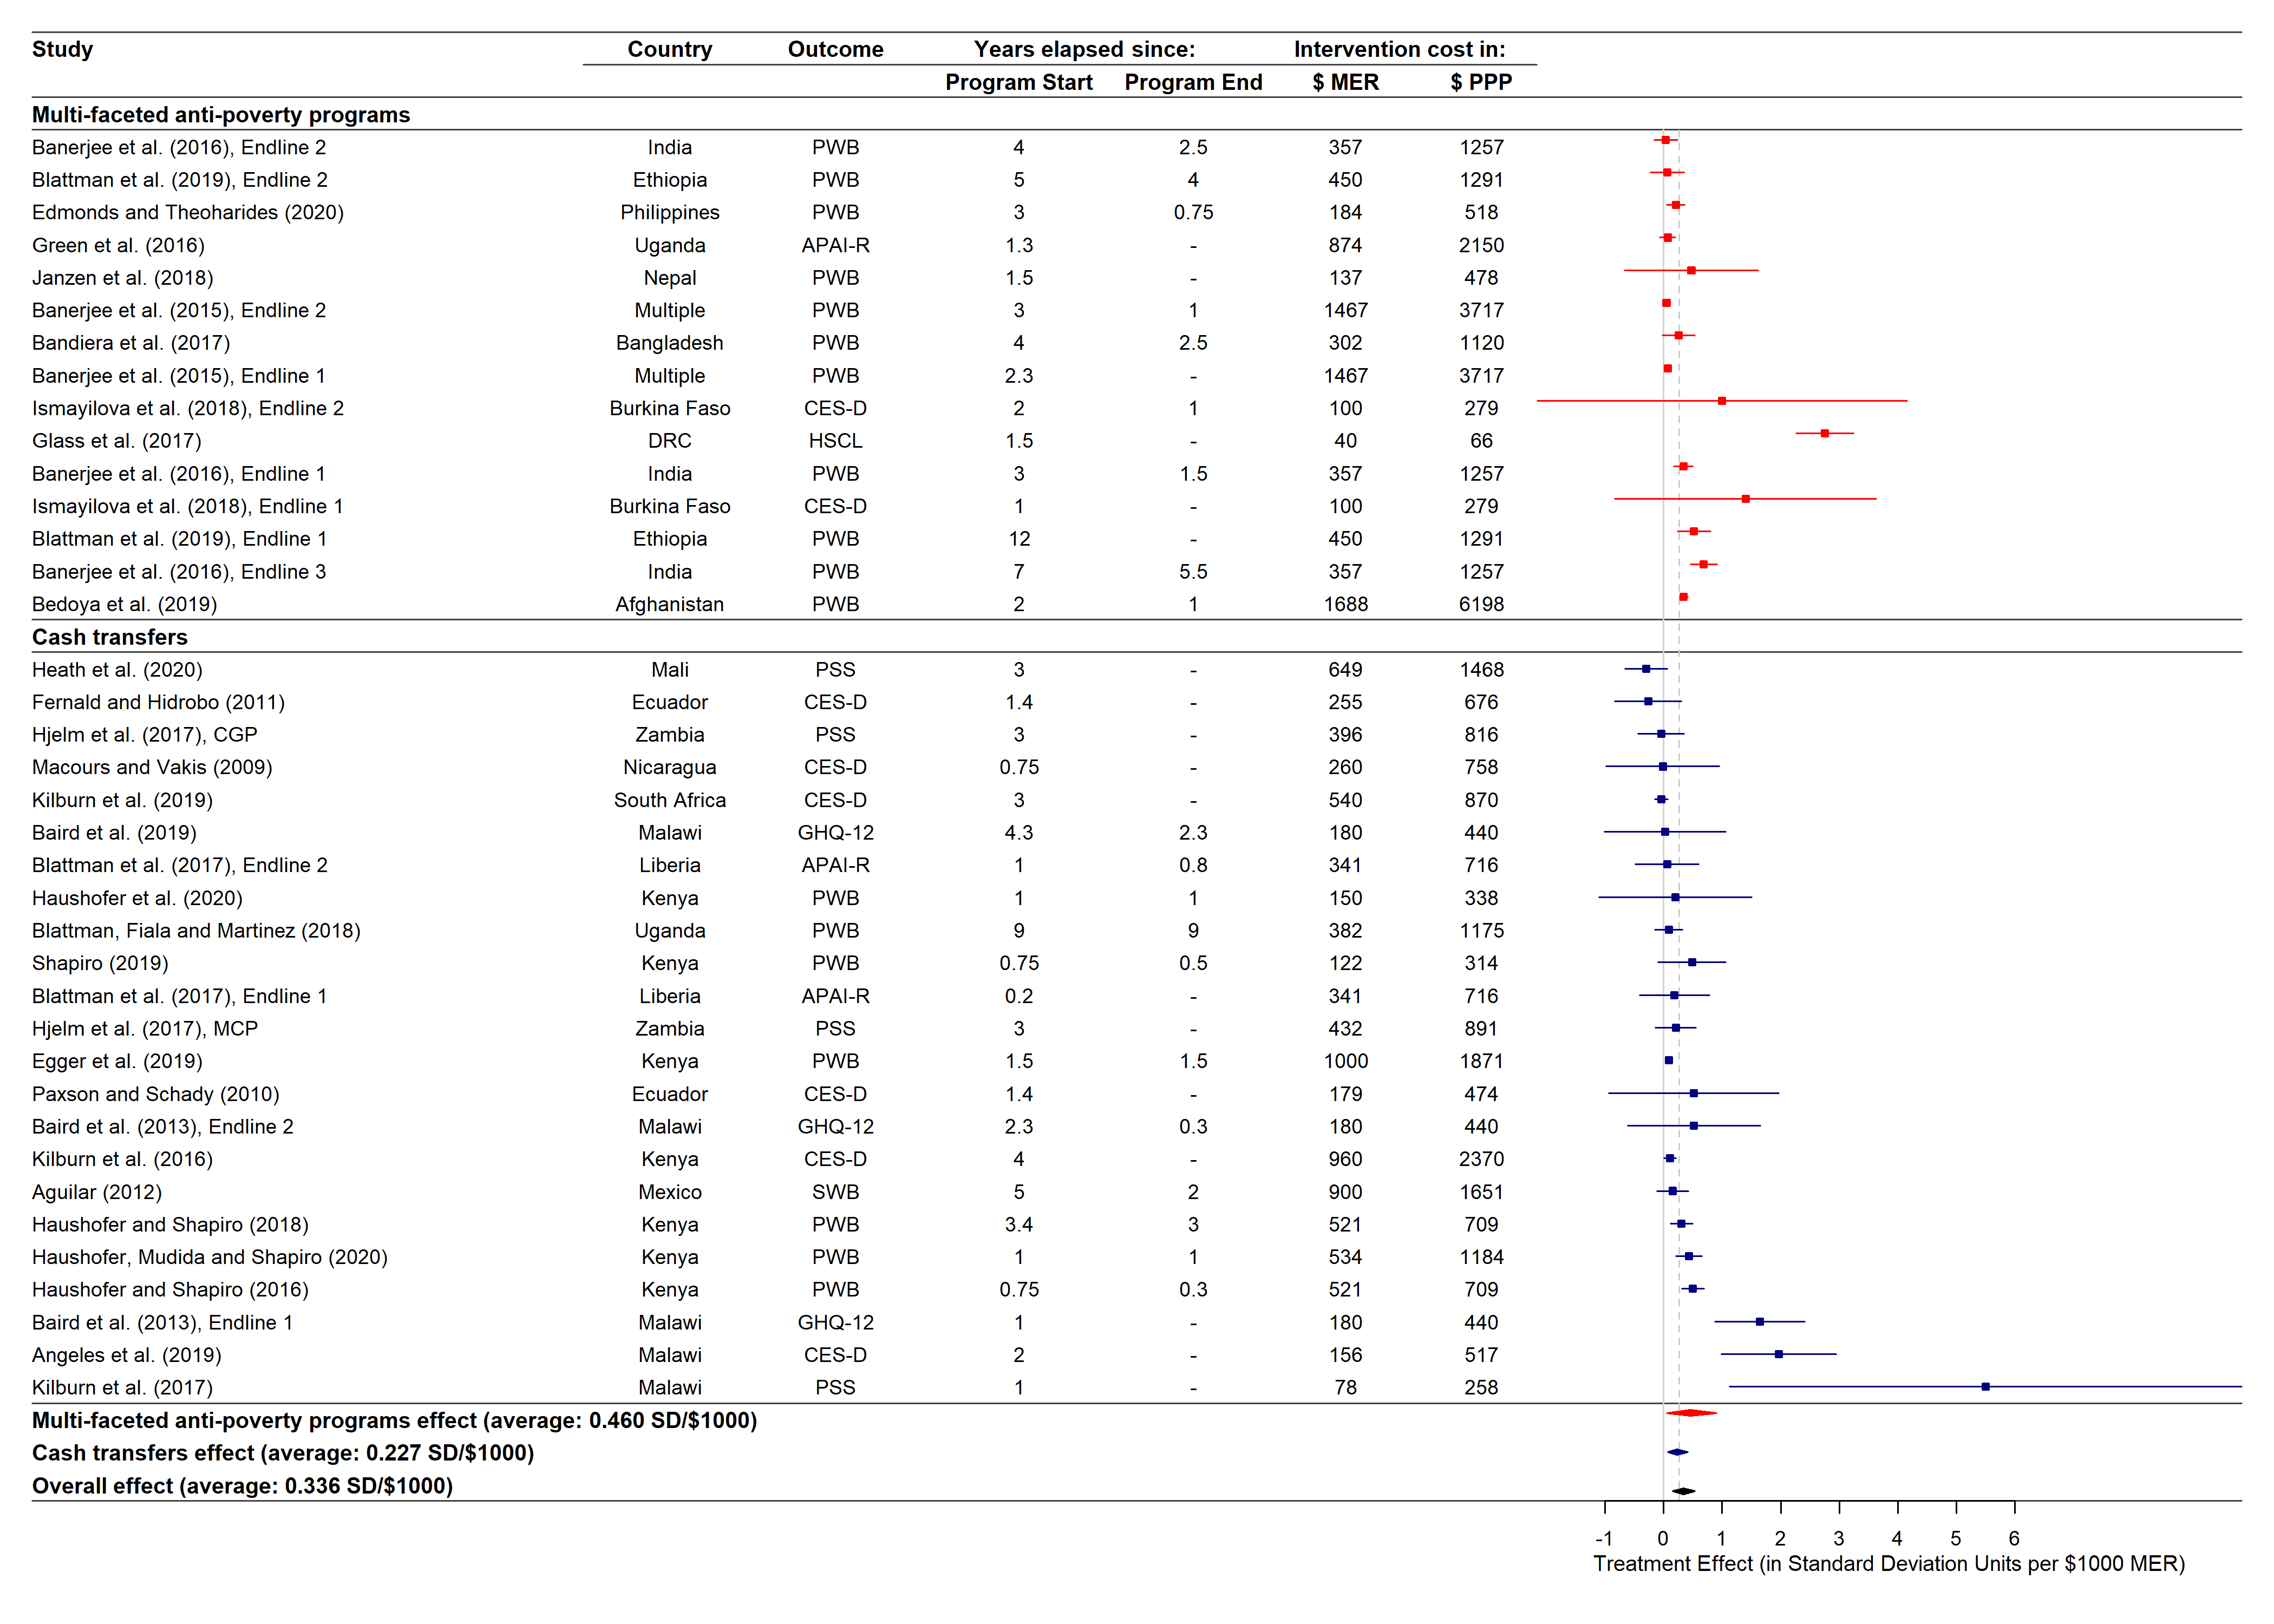 Study Country Outcome Years elapsed since: Intervention cost in:
Program Start Program End $ MER $ PPP
Multi-faceted anti-poverty programs
Banerjee et al. (2016), Endline 2 India PWB 4 2.5 357 1257
Blattman et al. (2019), Endline 2 Ethiopia PWB 5 4 450 1291
Edmonds and Theoharides (2020) Philippines PWB 3 0.75 184 518
Green et al. (2016) Uganda APAI-R 1.3 - 874 2150
Janzen et al. (2018) Nepal PWB 1.5 - 137 478
Banerjee et al. (2015), Endline 2 Multiple PWB 3 1 1467 3717
Bandiera et al. (2017) Bangladesh PWB 4 2.5 302 1120
Banerjee et al. (2015), Endline 1 Multiple PWB 2.3 - 1467 3717
Ismayilova et al. (2018), Endline 2 Burkina Faso CES-D 2 1 100 279
Glass et al. (2017) DRC HSCL 1.5 - 40 66
Banerjee et al. (2016), Endline 1 India PWB 3 1.5 357 1257
Ismayilova et al. (2018), Endline 1 Burkina Faso CES-D 1 - 100 279
Blattman et al. (2019), Endline 1 Ethiopia PWB 12 - 450 1291
Banerjee et al. (2016), Endline 3 India PWB 7 5.5 357 1257
Bedoya et al. (2019) Afghanistan PWB 2 1 1688 6198
Cash transfers
Heath et al. (2020) Mali PSS 3 - 649 1468
Fernald and Hidrobo (2011) Ecuador CES-D 1.4 - 255 676
Hjelm et al. (2017), CGP Zambia PSS 3 - 396 816
Macours and Vakis (2009) Nicaragua CES-D 0.75 - 260 758
Kilburn et al. (2019) South Africa CES-D 3 - 540 870
Baird et al. (2019) Malawi GHQ-12 4.3 2.3 180 440
Blattman et al. (2017), Endline 2 Liberia APAI-R 1 0.8 341 716
Haushofer et al. (2020) Kenya PWB 1 1 150 338
Blattman, Fiala and Martinez (2018) Uganda PWB 9 9 382 1175
Shapiro (2019) Kenya PWB 0.75 0.5 122 314
Blattman et al. (2017), Endline 1 Liberia APAI-R 0.2 - 341 716
Hjelm et al. (2017), MCP Zambia PSS 3 - 432 891
Egger et al. (2019) Kenya PWB 1.5 1.5 1000 1871
Paxson and Schady (2010) Ecuador CES-D 1.4 - 179 474
Baird et al. (2013), Endline 2 Malawi GHQ-12 2.3 0.3 180 440
Kilburn et al. (2016) Kenya CES-D 4 - 960 2370
Aguilar (2012) Mexico SWB 5 2 900 1651
Haushofer and Shapiro (2018) Kenya PWB 3.4 3 521 709
Haushofer, Mudida and Shapiro (2020) Kenya PWB 1 1 534 1184
Haushofer and Shapiro (2016) Kenya PWB 0.75 0.3 521 709
Baird et al. (2013), Endline 1 Malawi GHQ-12 1 - 180 440
Angeles et al. (2019) Malawi CES-D 2 - 156 517
Kilburn et al. (2017) Malawi PSS 1 - 78 258
Multi-faceted anti-poverty programs effect (average: 0.460 SD/$1000)
Cash transfers effect (average: 0.227 SD/$1000)
Overall effect (average: 0.336 SD/$1000)
-1 0 1 2 3 4 5 6
Treatment Effect (in Standard Deviation Units per $1000 MER)